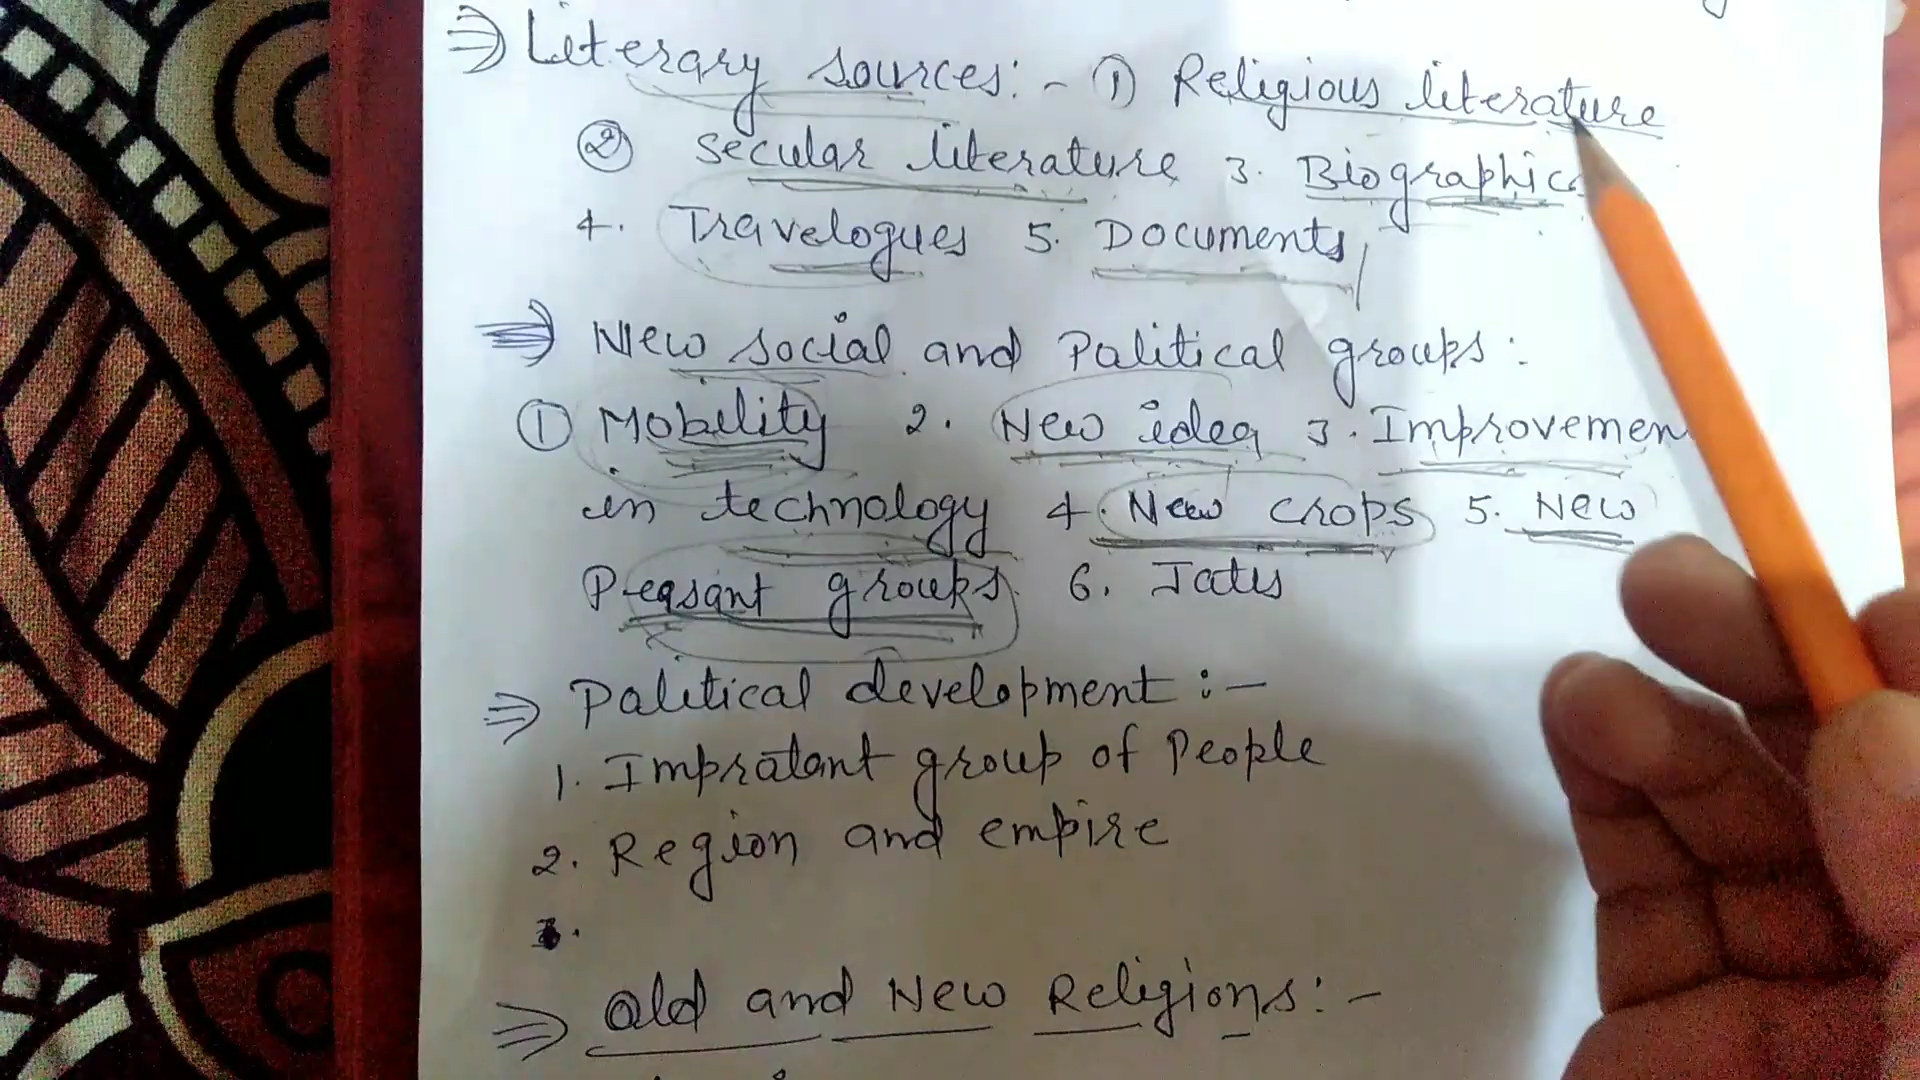 ⇒ Literary sources:- ① Religious literature
② Secular literature 3. Biographic
4. Travelogues 5. Documents
⇒ New social and Palitical groups:
① Mobility 2. New idea 3. Improvemen
in technology 4. New crops 5. New
Peasant groups. 6. Jatis
⇒ Palitical development :-
1. Impratant group of People
2. Region and empire
3.
⇒ Old and New Religions:-